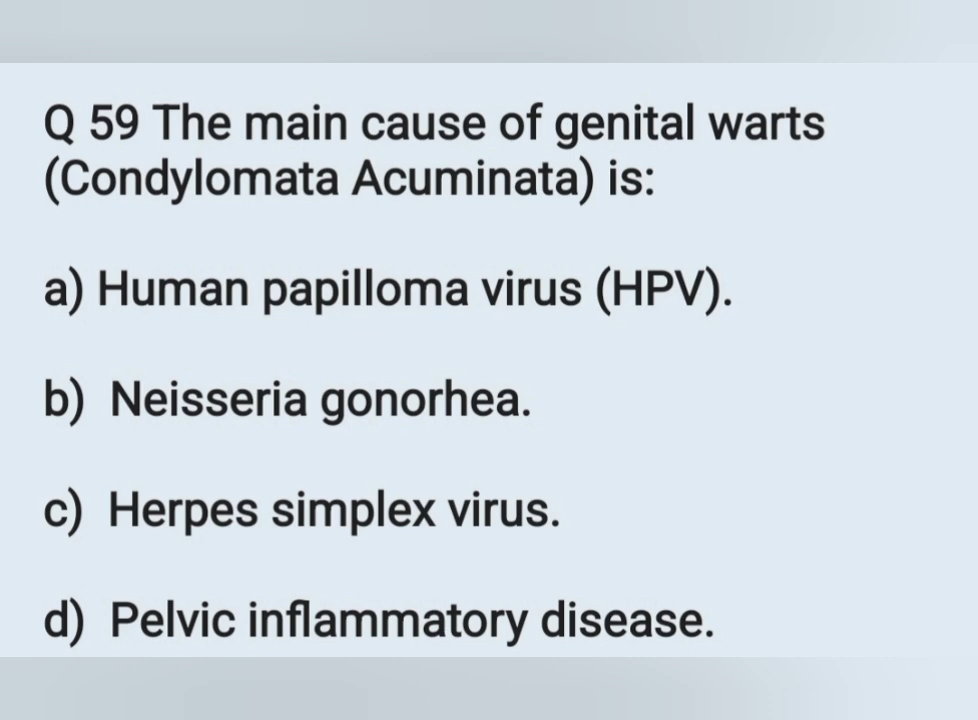 Q 59 The main cause of genital warts
(Condylomata Acuminata) is:
a) Human papilloma virus (HPV).
b) Neisseria gonorhea.
c) Herpes simplex virus.
d) Pelvic inflammatory disease.